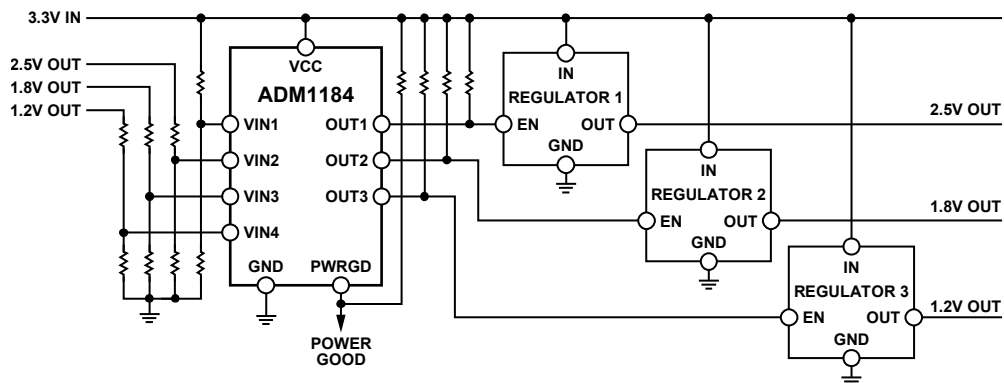 3.3V IN
2.5V OUT
1.8V OUT
1.2V OUT
VCC
ADM1184
VIN1
VIN2
VIN3
VIN4
OUT1
OUT2
OUT3
GND
PWRGD
POWER
GOOD
IN
REGULATOR 1
EN
OUT
GND
2.5V OUT
IN
REGULATOR 2
EN
OUT
GND
1.8V OUT
IN
REGULATOR 3
EN
OUT
GND
1.2V OUT